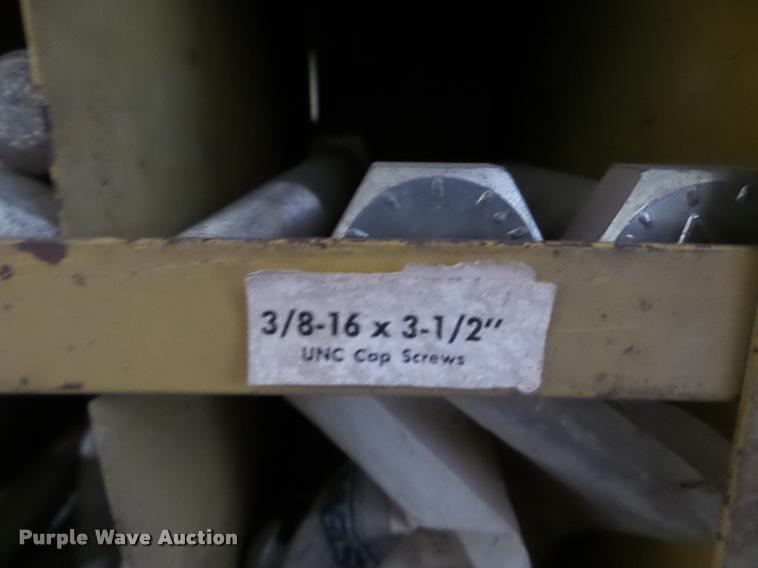 3/8-16 x 3-1/2"
UNC Cap Screws
Purple Wave Auction